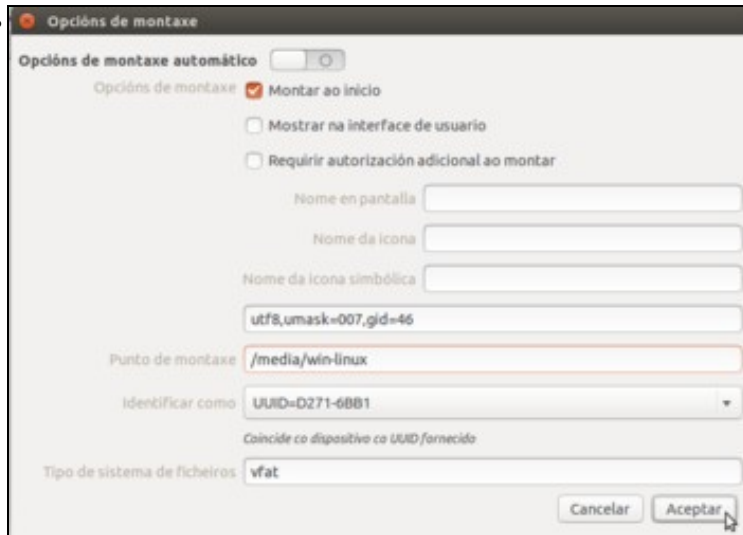 Opcións de montaxe
Opcións de montaxe automático
Opcións de montaxe Montar ao inicio
Mostrar na interface de usuario
Requirir autorización adicional ao montar
Nome en pantalla
Nome da icona
Nome da icona simbólica
utf8,umask=007,gid=46
Punto de montaxe /media/win-linux
Identificar como UUID=D271-6BB1
Coincide co dispositivo co UUID fornecido
Tipo de sistema de ficheiros vfat
Cancelar Aceptar